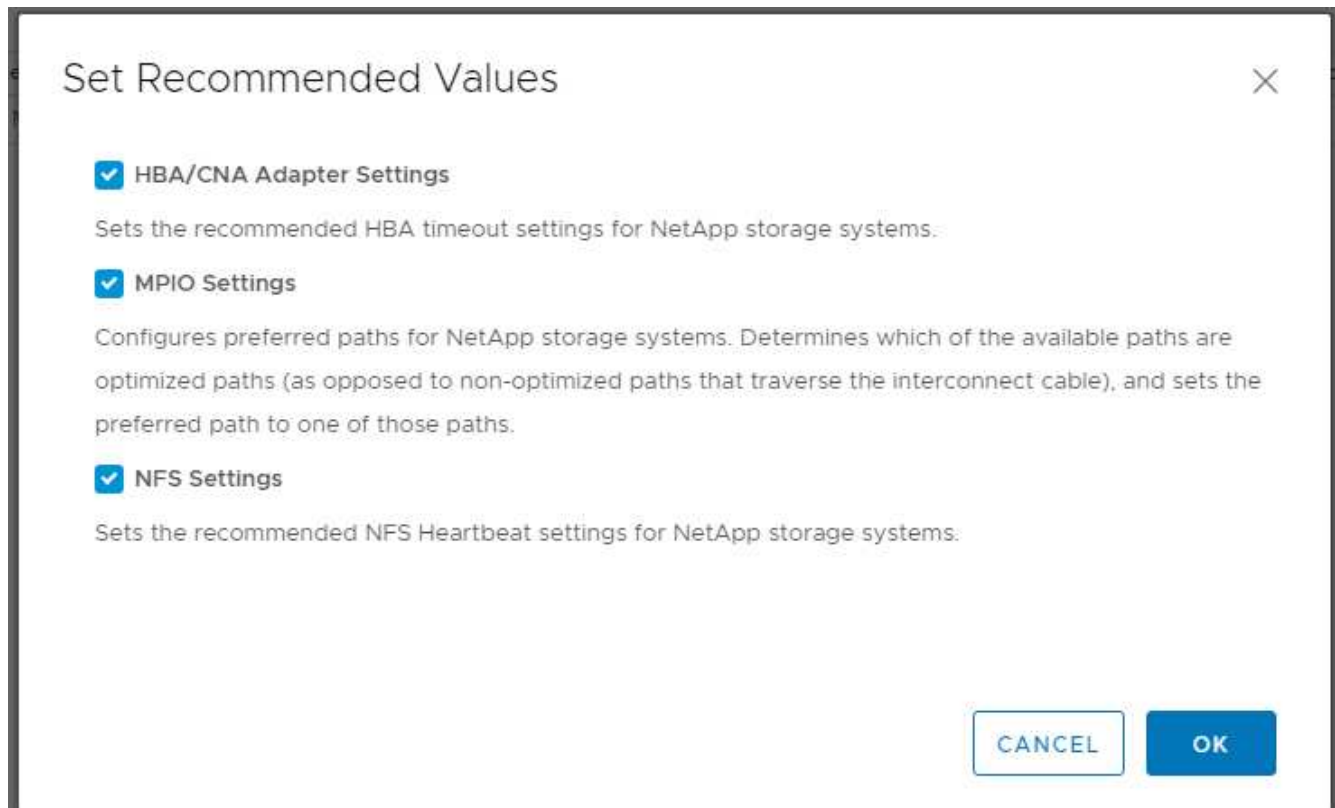 Set Recommended Values
HBA/CNA Adapter Settings
Sets the recommended HBA timeout settings for NetApp storage systems.
MPIO Settings
Configures preferred paths for NetApp storage systems. Determines which of the available paths are
optimized paths (as opposed to non-optimized paths that traverse the interconnect cable), and sets the
preferred path to one of those paths.
NFS Settings
Sets the recommended NFS Heartbeat settings for NetApp storage systems.
CANCEL
OK